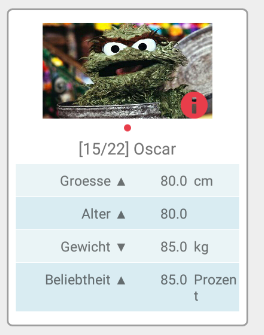 [15/22] Oscar
Groesse ▲ 80.0 cm
Alter ▲ 80.0
Gewicht ▼ 85.0 kg
Beliebtheit ▲ 85.0 Prozen
t